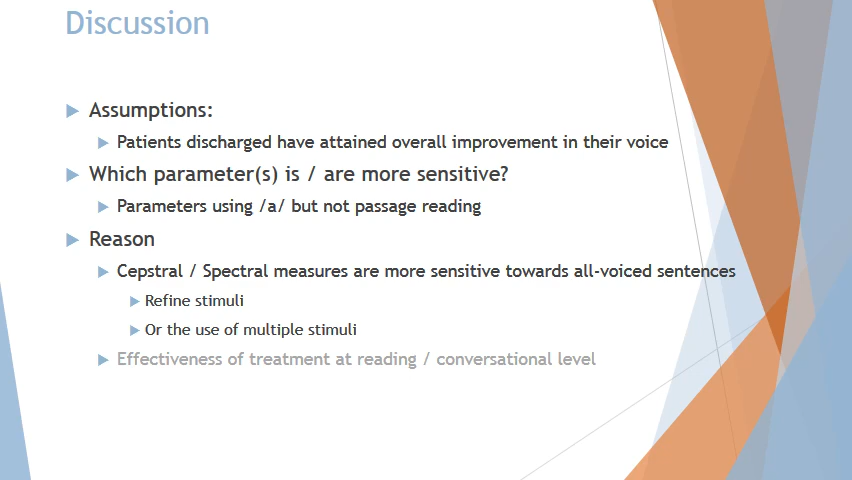 Discussion
Assumptions:
Patients discharged have attained overall improvement in their voice
Which parameter(s) is / are more sensitive?
Parameters using /a/ but not passage reading
Reason
Cepstral / Spectral measures are more sensitive towards all-voiced sentences
Refine stimuli
Or the use of multiple stimuli
Effectiveness of treatment at reading / conversational level